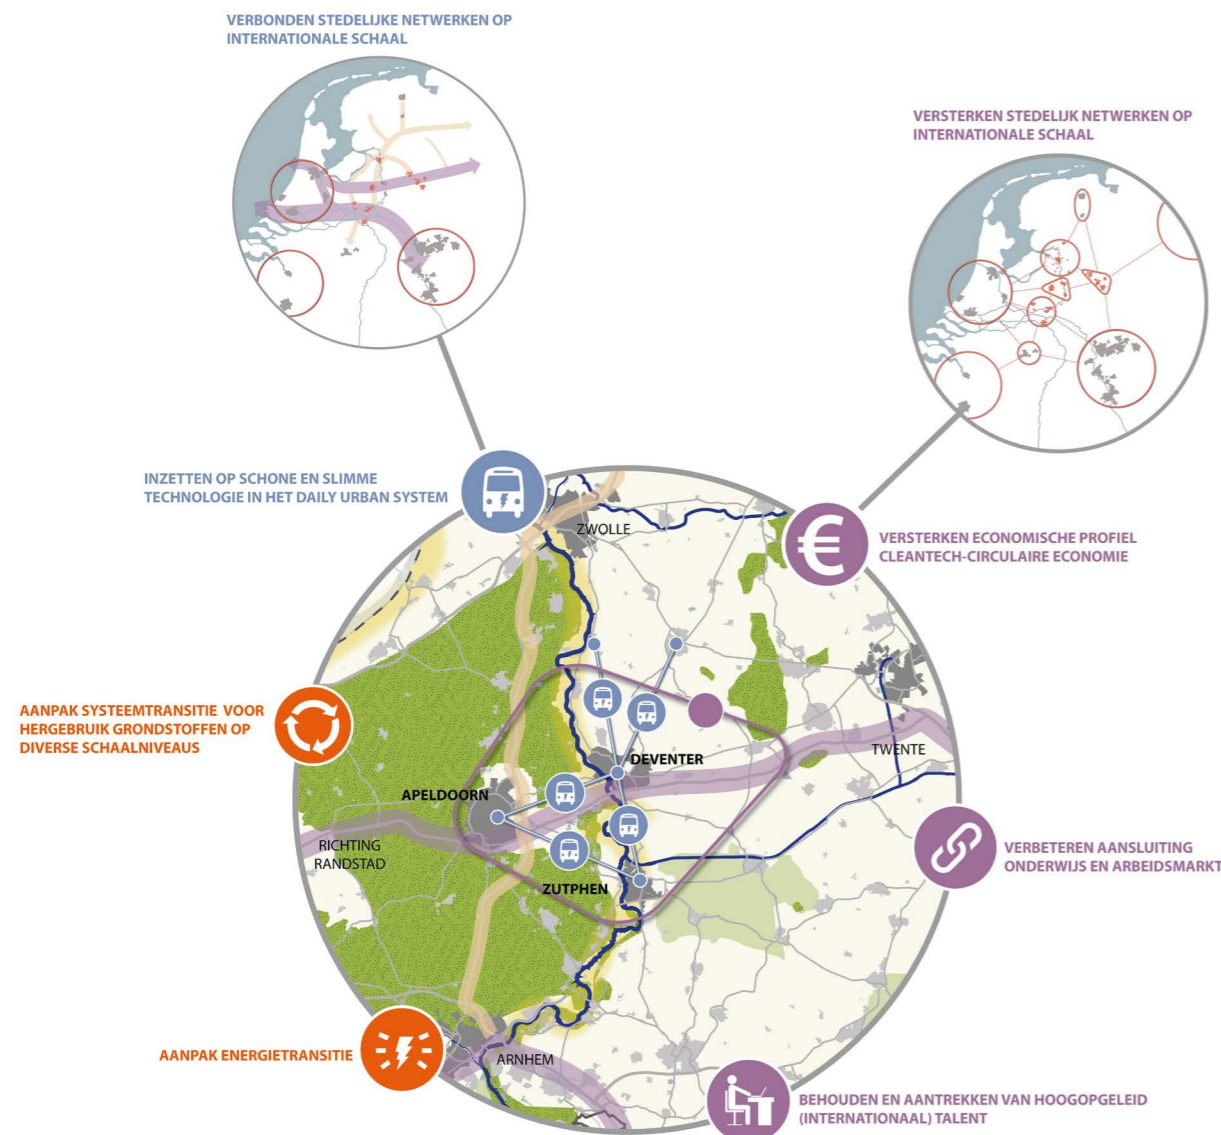 VERBONDEN STEDELIJKE NETWERKEN OP
INTERNATIONALE SCHAAL
VERSTERKEN STEDELIJK NETWERKEN OP
INTERNATIONALE SCHAAL
INZETTEN OP SCHONE EN SLIMME
TECHNOLOGIE IN HET DAILY URBAN SYSTEM
ZWOLLE
€
VERSTERKEN ECONOMISCHE PROFIEL
CLEANTECH-CIRCULAIRE ECONOMIE
AANPAK SYSTEEMTRANSITIE VOOR
HERGEBRUIK GRONDSTOFFEN OP
DIVERSE SCHAALNIVEAUS
TWENTE
DEVENTER
APELDOORN
RICHTING
RANDSTAD
VERBETEREN AANSLUITING
ONDERWIJS EN ARBEIDSMARKT
ZUTPHEN
AANPAK ENERGIETRANSITIE
ARNHEM
BEHOUDEN EN AANTREKKEN VAN HOOGOPGELEID
(INTERNATIONAAL) TALENT